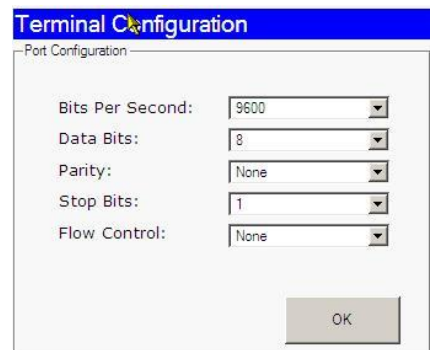 Terminal Configuration
Port Configuration
Bits Per Second: 9600
Data Bits: 8
Parity: None
Stop Bits: 1
Flow Control: None
OK